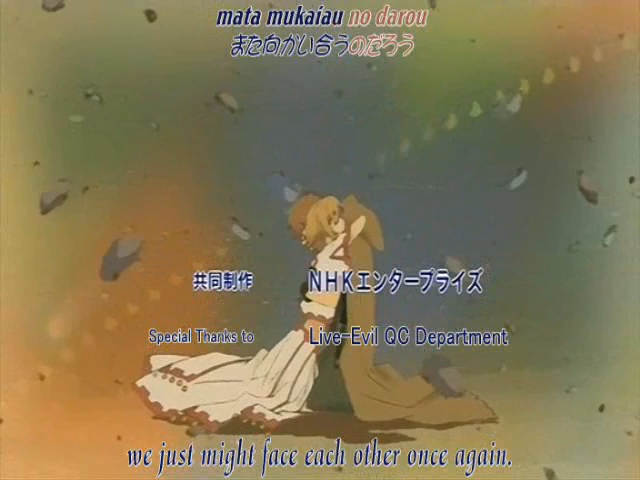 mata mukaiau no darou
また向かい合うのだろう
共同制作 NHKエンタープライズ
Special Thanks to Live-Evil QC Department
we just might face each other once again.